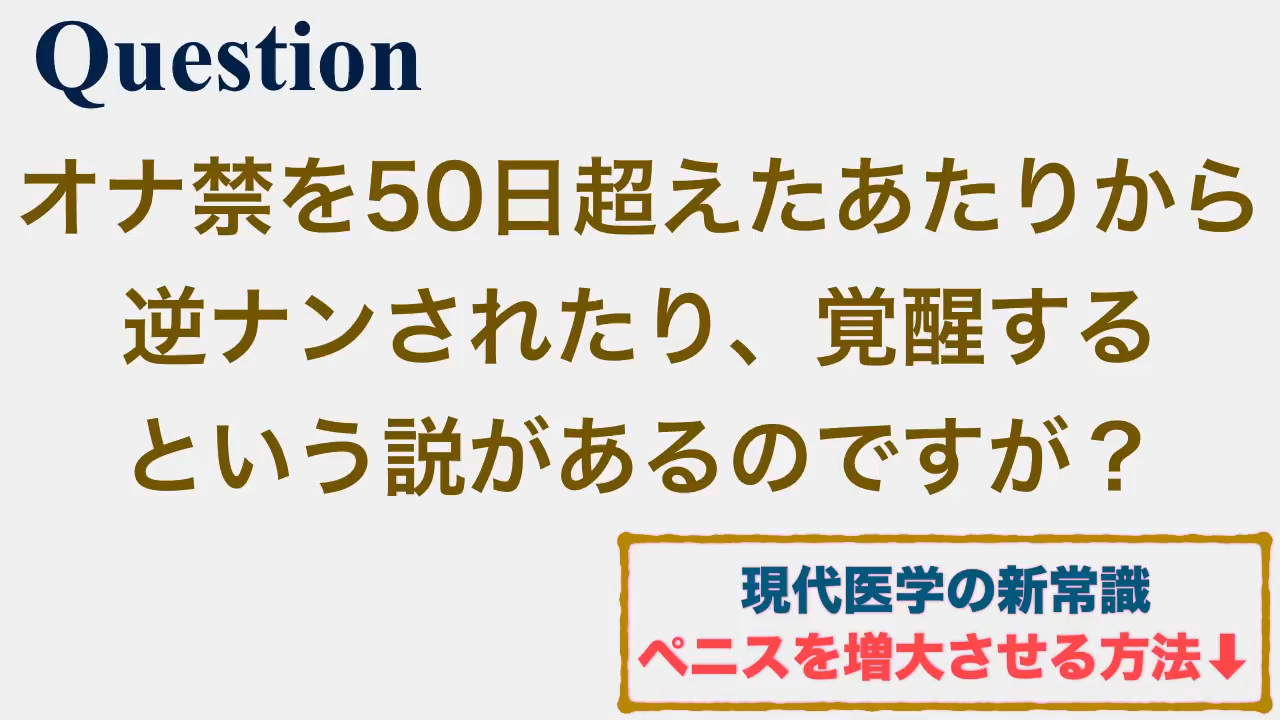 Question
オナ禁を50日超えたあたりから
逆ナンされたり、覚醒する
という説があるのですが？
現代医学の新常識
ペニスを増大させる方法⬇